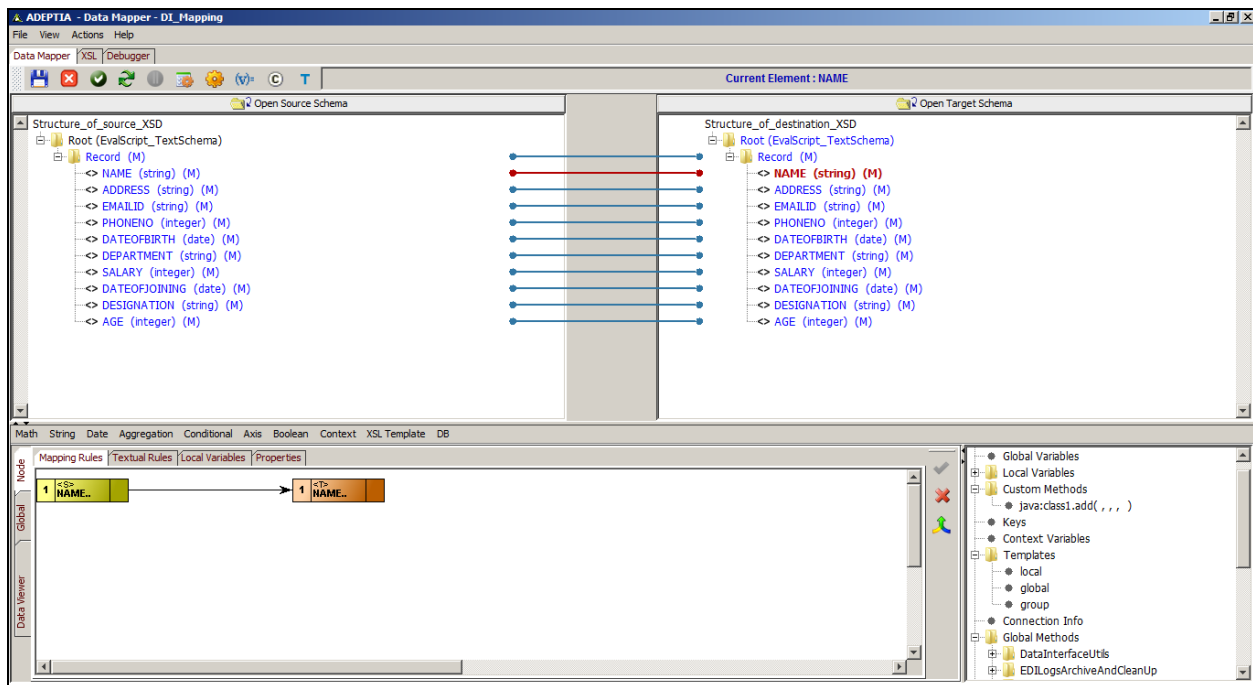 ADEPTIA - Data Mapper - DI_Mapping
File View Actions Help
Data Mapper XSL Debugger
(v)= © T Current Element : NAME
Open Source Schema Open Target Schema
Structure_of_source_XSD
Root (EvalScript_TextSchema)
Record (M)
<> NAME (string) (M)
<> ADDRESS (string) (M)
<> EMAILID (string) (M)
<> PHONENO (integer) (M)
<> DATEOFBIRTH (date) (M)
<> DEPARTMENT (string) (M)
<> SALARY (integer) (M)
<> DATEOFJOINING (date) (M)
<> DESIGNATION (string) (M)
<> AGE (integer) (M)
Structure_of_destination_XSD
Root (EvalScript_TextSchema)
Record (M)
<> NAME (string) (M)
<> ADDRESS (string) (M)
<> EMAILID (string) (M)
<> PHONENO (integer) (M)
<> DATEOFBIRTH (date) (M)
<> DEPARTMENT (string) (M)
<> SALARY (integer) (M)
<> DATEOFJOINING (date) (M)
<> DESIGNATION (string) (M)
<> AGE (integer) (M)
Math String Date Aggregation Conditional Axis Boolean Context XSL Template DB
Node
Global
Data Viewer
Mapping Rules Textual Rules Local Variables Properties
1 <S> NAME..
1 <T> NAME..
Global Variables
Local Variables
Custom Methods
java:class1.add( , , , )
Keys
Context Variables
Templates
local
global
group
Connection Info
Global Methods
DataInterfaceUtils
EDILogsArchiveAndCleanUp